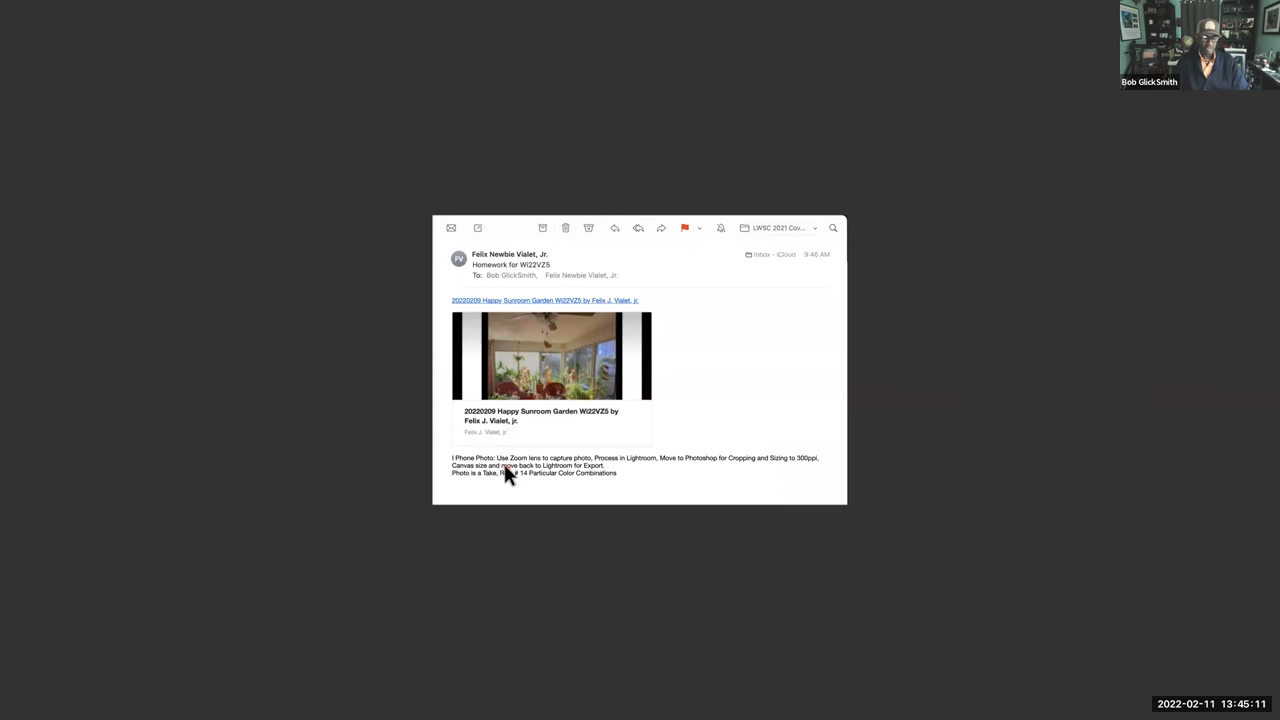 Bob GlickSmith
LWSC 2021 Cov...
FV
Felix Newbie Vialet, Jr.
Inbox - iCloud
9:46 AM
Homework for Wi22VZ5
To: Bob GlickSmith, Felix Newbie Vialet, Jr.
20220209 Happy Sunroom Garden Wi22VZ5 by Felix J. Vialet, jr.
20220209 Happy Sunroom Garden Wi22VZ5 by
Felix J. Vialet, jr.
Felix J. Vialet, jr.
I Phone Photo: Use Zoom lens to capture photo, Process in Lightroom, Move to Photoshop for Cropping and Sizing to 300ppi,
Canvas size and move back to Lightroom for Export.
Photo is a Take, # 14 Particular Color Combinations
2022-02-11 13:45:11